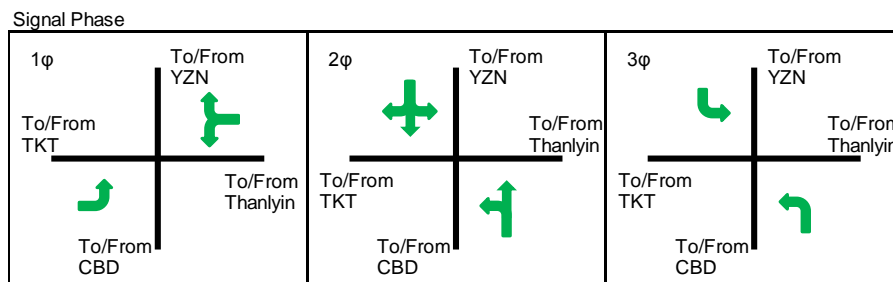 Signal Phase
1φ
To/From
YZN
To/From
TKT
To/From
Thanlyin
To/From
CBD
2φ
To/From
YZN
To/From
Thanlyin
To/From
TKT
To/From
CBD
3φ
To/From
YZN
To/From
Thanlyin
To/From
TKT
To/From
CBD